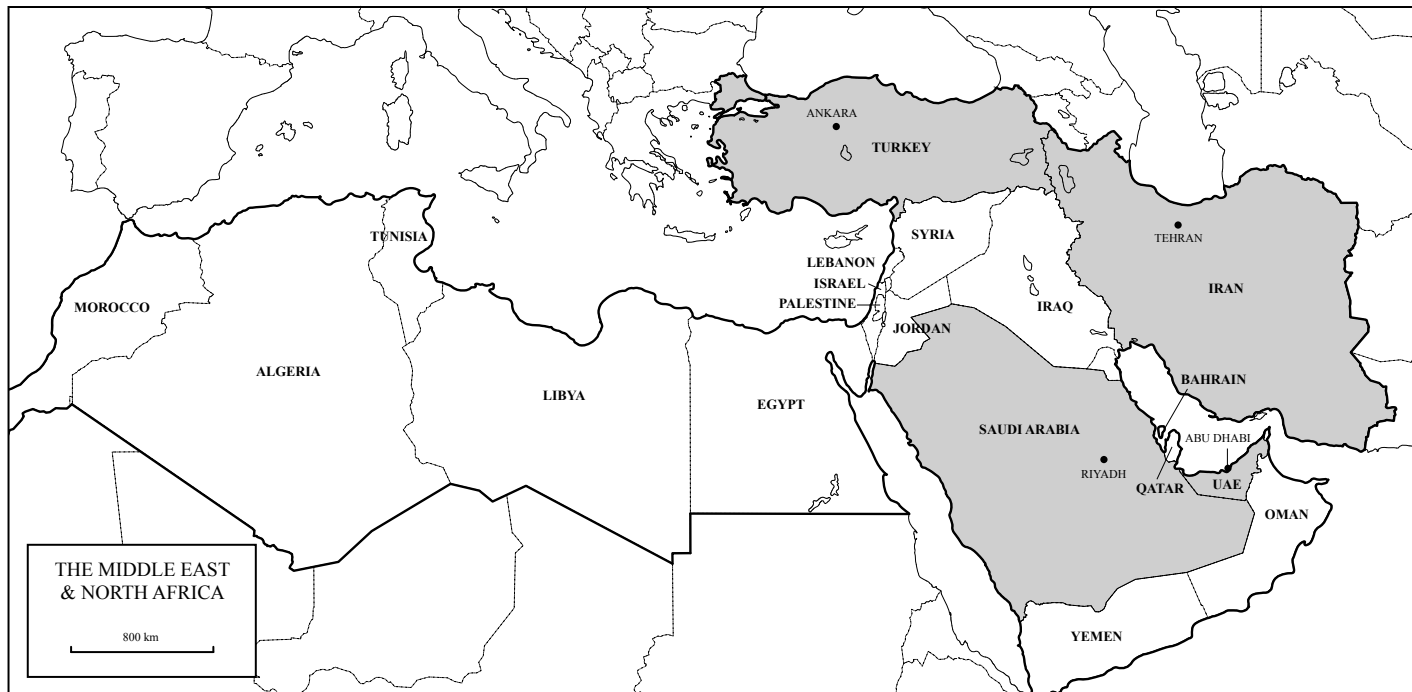 ANKARA
TURKEY
TUNISIA
SYRIA
TEHRAN
LEBANON
ISRAEL
IRAN
MOROCCO
PALESTINE
IRAQ
JORDAN
ALGERIA
BAHRAIN
LIBYA
EGYPT
SAUDI ARABIA
ABU DHABI
RIYADH
QATAR
UAE
OMAN
THE MIDDLE EAST
& NORTH AFRICA
800 km
YEMEN